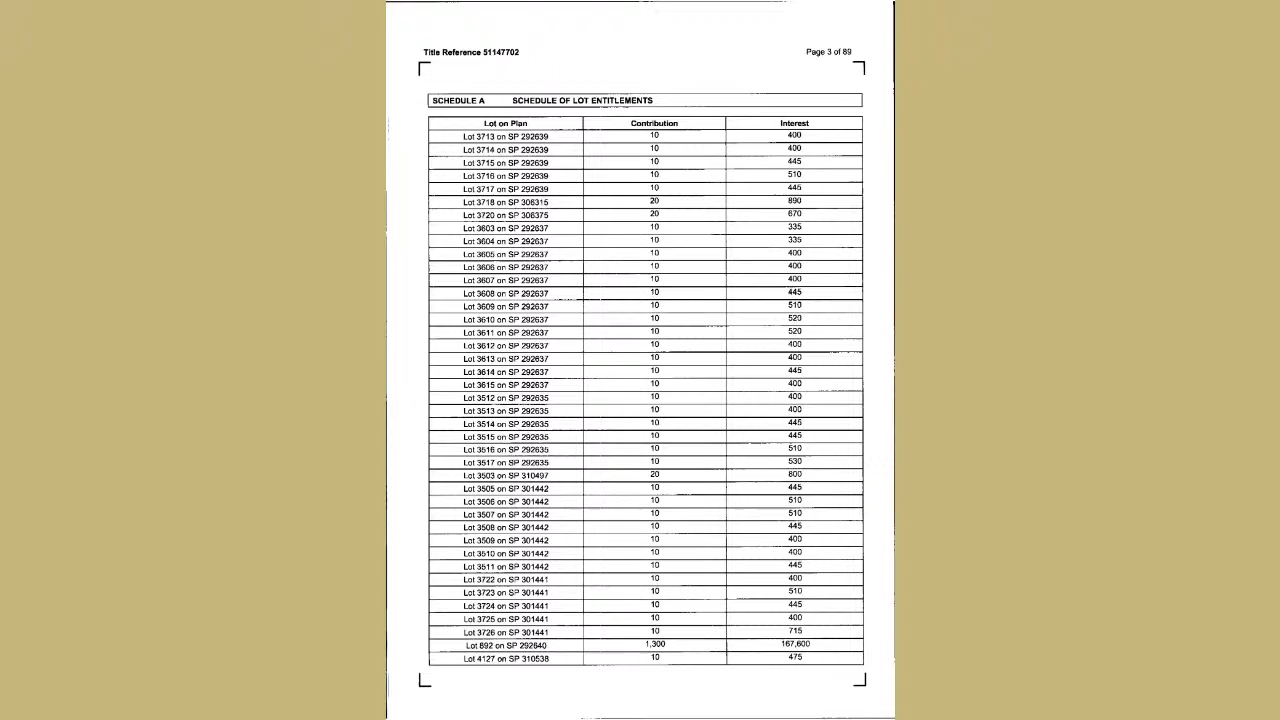 Title Reference 51147702 Page 3 of 89
SCHEDULE A SCHEDULE OF LOT ENTITLEMENTS
Lot on Plan Contribution Interest
Lot 3713 on SP 292639 10 400
Lot 3714 on SP 292639 10 400
Lot 3715 on SP 292639 10 445
Lot 3716 on SP 292639 10 510
Lot 3717 on SP 292639 10 445
Lot 3718 on SP 306315 20 890
Lot 3720 on SP 306375 20 670
Lot 3603 on SP 292637 10 335
Lot 3604 on SP 292637 10 335
Lot 3605 on SP 292637 10 400
Lot 3606 on SP 292637 10 400
Lot 3607 on SP 292637 10 400
Lot 3608 on SP 292637 10 445
Lot 3609 on SP 292637 10 510
Lot 3610 on SP 292637 10 520
Lot 3611 on SP 292637 10 520
Lot 3612 on SP 292637 10 400
Lot 3613 on SP 292637 10 400
Lot 3614 on SP 292637 10 445
Lot 3615 on SP 292637 10 400
Lot 3512 on SP 292635 10 400
Lot 3513 on SP 292635 10 400
Lot 3514 on SP 292635 10 445
Lot 3515 on SP 292635 10 445
Lot 3516 on SP 292635 10 510
Lot 3517 on SP 292635 10 530
Lot 3503 on SP 310497 20 800
Lot 3505 on SP 301442 10 445
Lot 3506 on SP 301442 10 510
Lot 3507 on SP 301442 10 510
Lot 3508 on SP 301442 10 445
Lot 3509 on SP 301442 10 400
Lot 3510 on SP 301442 10 400
Lot 3511 on SP 301442 10 445
Lot 3722 on SP 301441 10 400
Lot 3723 on SP 301441 10 510
Lot 3724 on SP 301441 10 445
Lot 3725 on SP 301441 10 400
Lot 3726 on SP 301441 10 715
Lot 892 on SP 292640 1,300 167,600
Lot 4127 on SP 310538 10 475